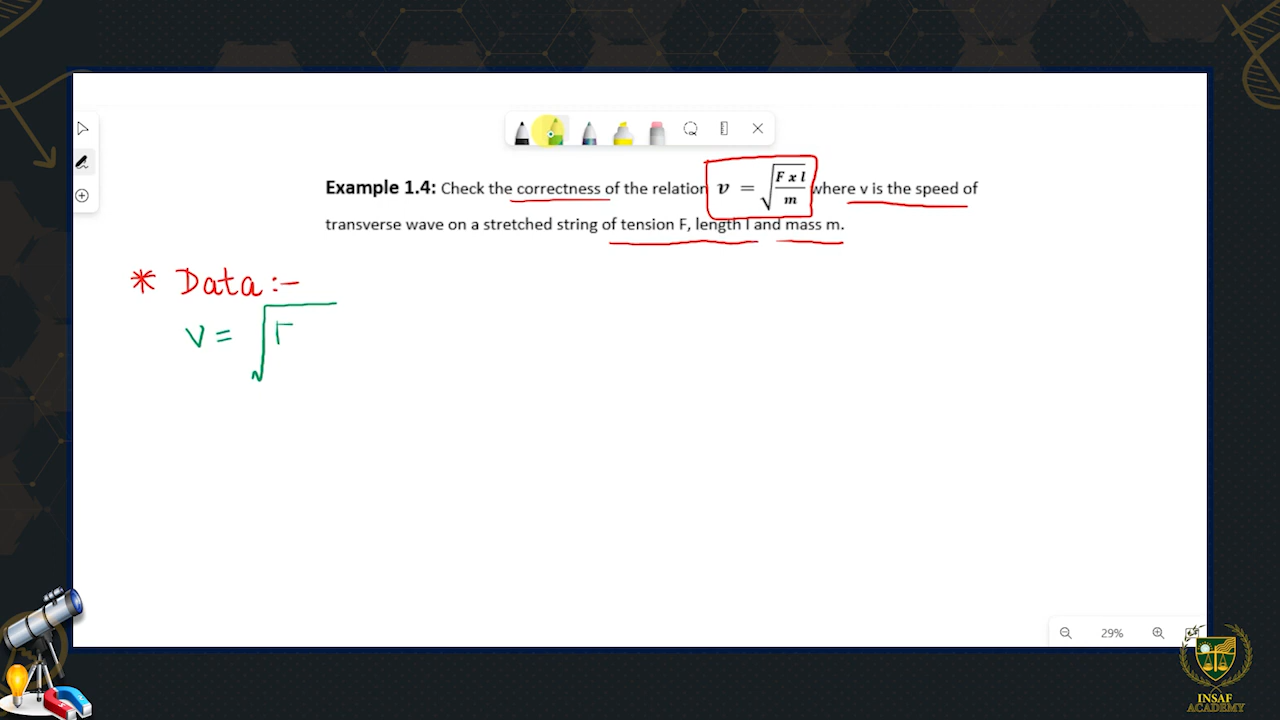 Example 1.4: Check the correctness of the relation v = √(F x l / m) where v is the speed of
transverse wave on a stretched string of tension F, length l and mass m.
* Data :-
v = √Γ
29%
INSAF
ACADEMY